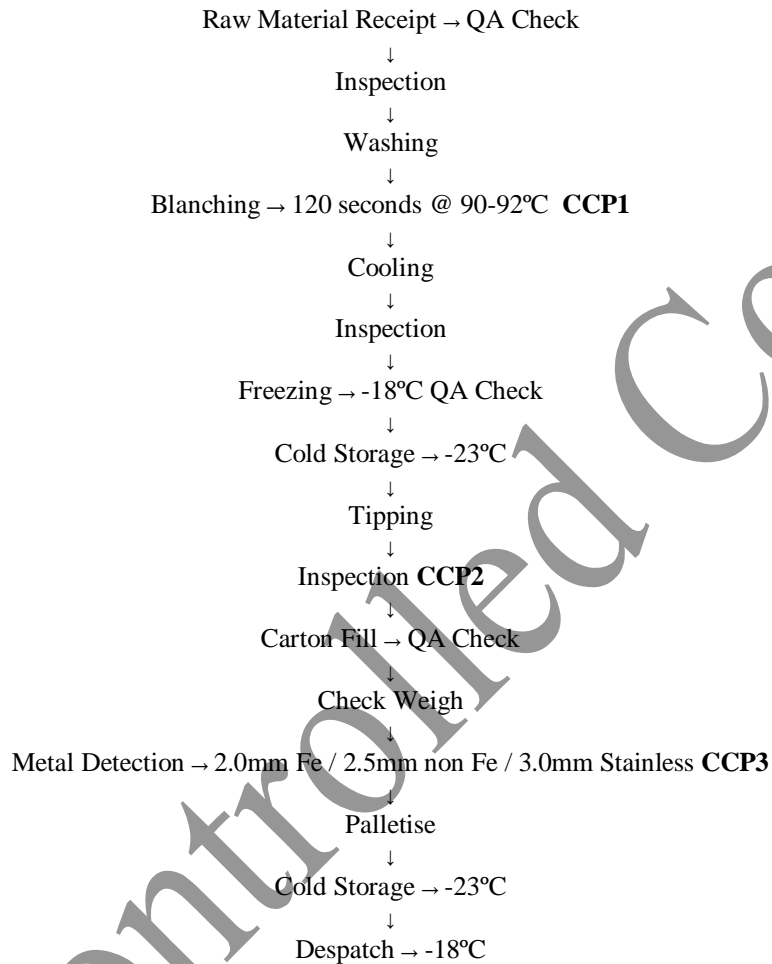 Raw Material Receipt → QA Check
↓
Inspection
↓
Washing
↓
Blanching → 120 seconds @ 90-92ºC CCP1
↓
Cooling
↓
Inspection
↓
Freezing → -18ºC QA Check
↓
Cold Storage → -23ºC
↓
Tipping
↓
Inspection CCP2
↓
Carton Fill → QA Check
↓
Check Weigh
↓
Metal Detection → 2.0mm Fe / 2.5mm non Fe / 3.0mm Stainless CCP3
↓
Palletise
↓
Cold Storage → -23ºC
↓
Despatch → -18ºC
ontrolled Co